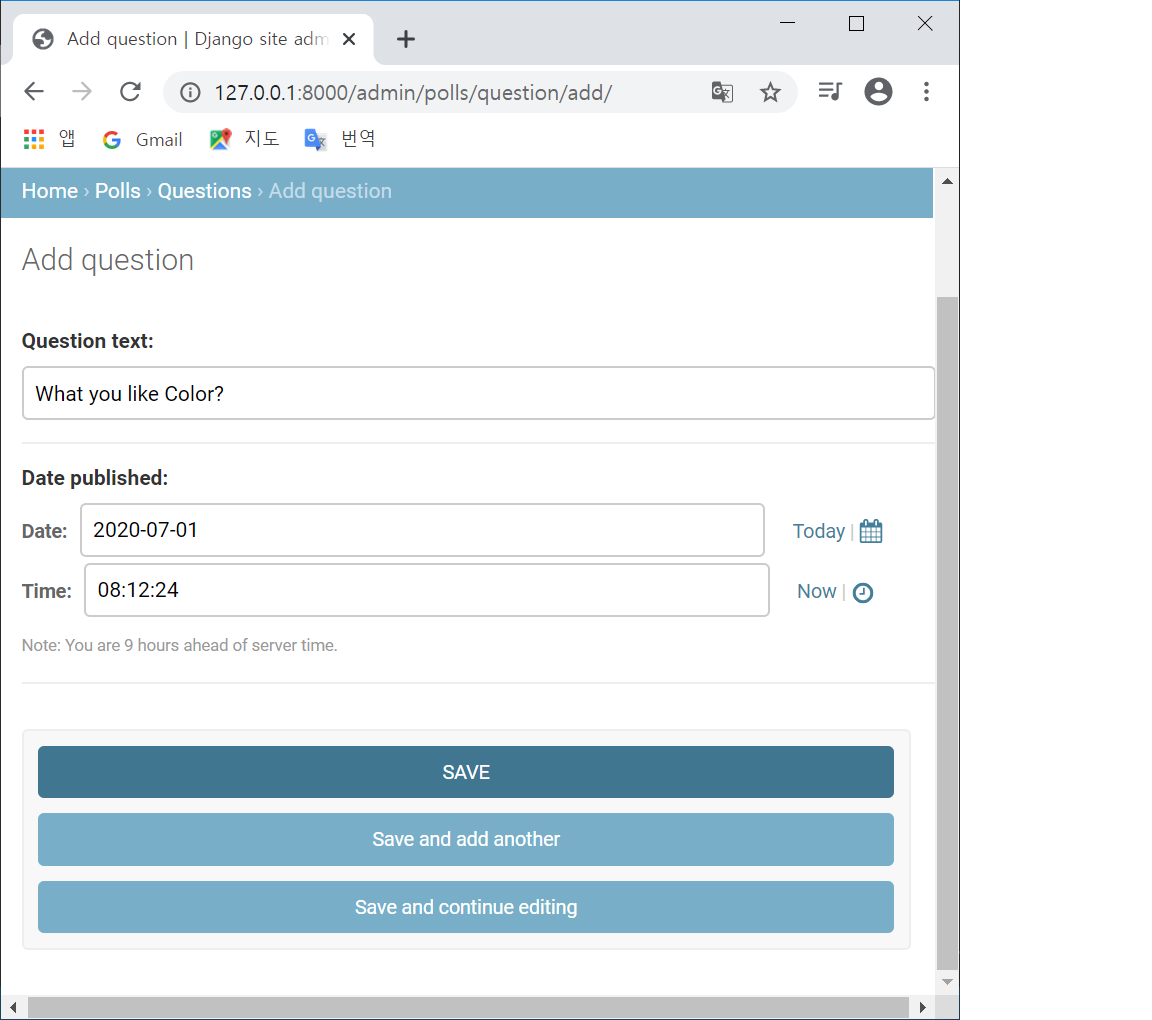 Add question | Django site adm
127.0.0.1:8000/admin/polls/question/add/
앱 Gmail 지도 번역
Home › Polls › Questions › Add question
Add question
Question text:
What you like Color?
Date published:
Date: 2020-07-01 Today |
Time: 08:12:24 Now |
Note: You are 9 hours ahead of server time.
SAVE
Save and add another
Save and continue editing